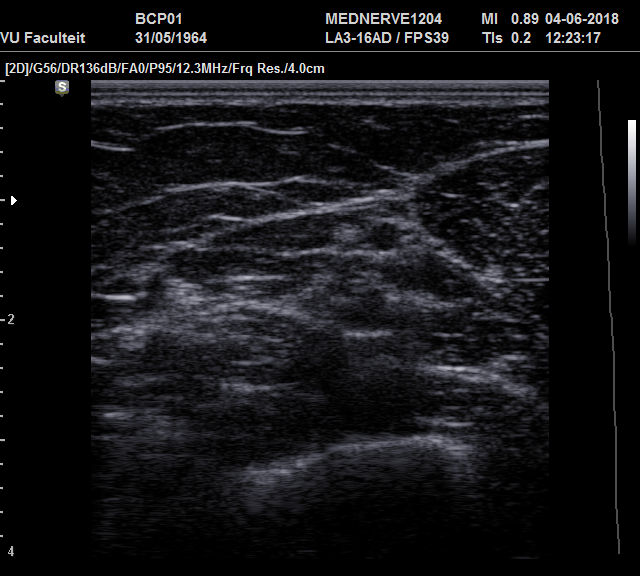 BCP01 MEDNERVE1204 MI 0.89 04-06-2018
VU Faculteit 31/05/1964 LA3-16AD / FPS39 TIs 0.2 12:23:17
[2D]/G56/DR136dB/FA0/P95/12.3MHz/Frq Res./4.0cm
S
2
4